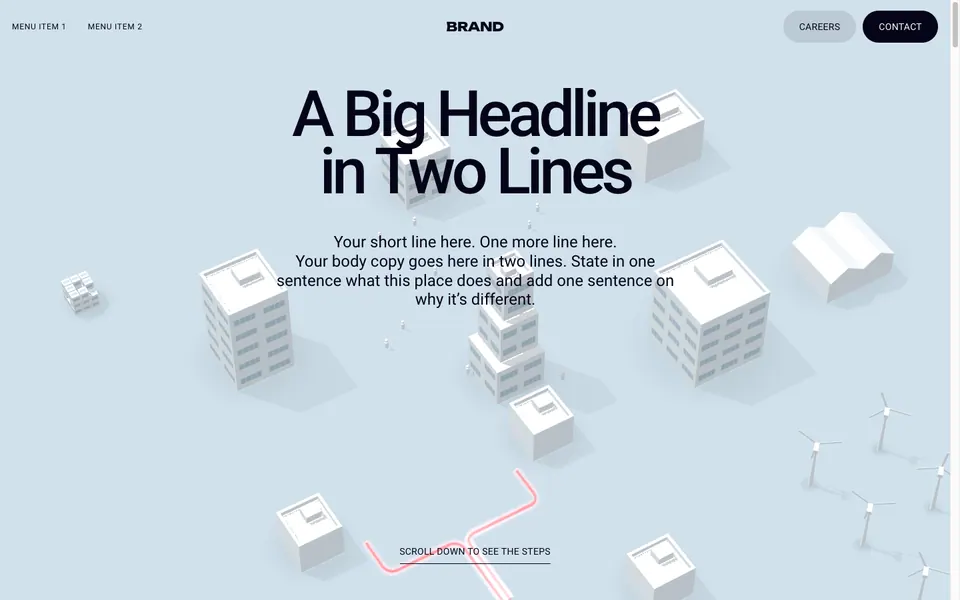 MENU ITEM 1
MENU ITEM 2
BRAND
CAREERS
CONTACT
A Big Headline
in Two Lines
Your short line here. One more line here.
Your body copy goes here in two lines. State in one
sentence what this place does and add one sentence on
why it’s different.
SCROLL DOWN TO SEE THE STEPS